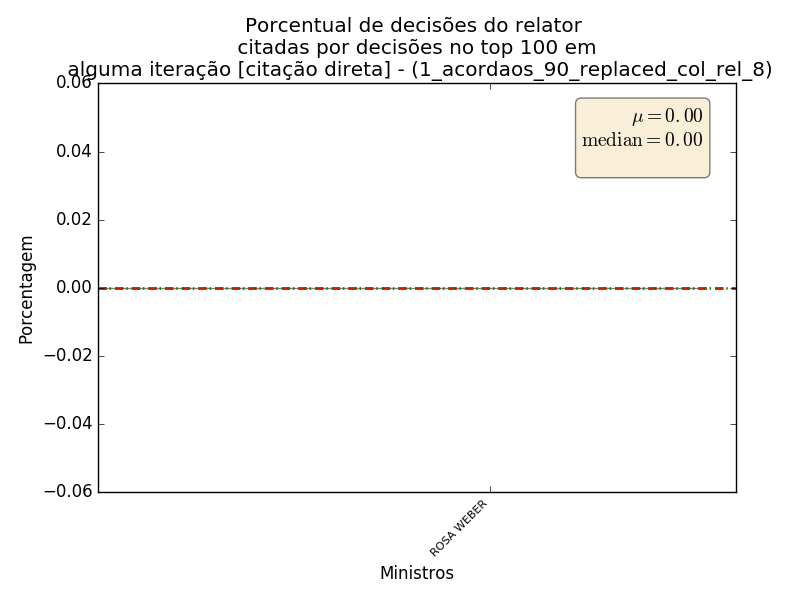 Porcentual de decisões do relator
citadas por decisões no top 100 em
alguma iteração [citação direta] - (1_acordaos_90_replaced_col_rel_8)
μ = 0.00
median = 0.00
0.06
0.04
0.02
0.00
−0.02
−0.04
−0.06
Porcentagem
ROSA WEBER
Ministros